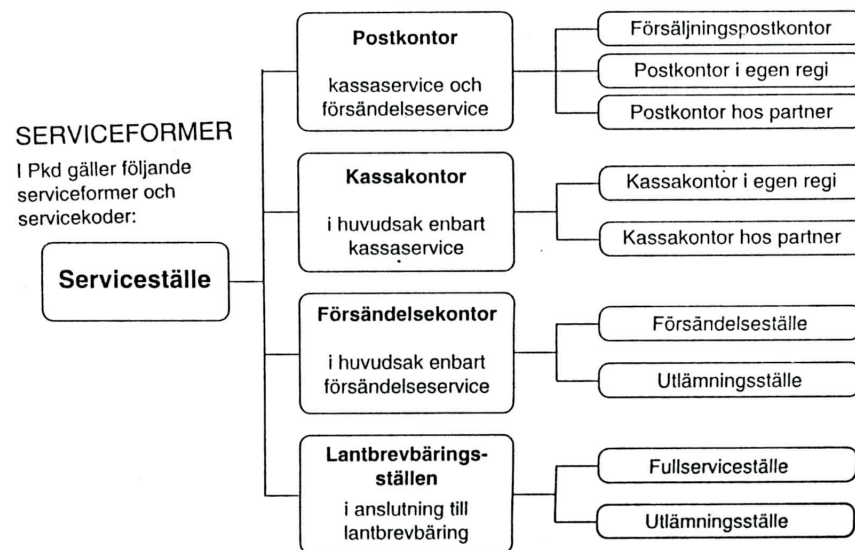 SERVICEFORMER
I Pkd gäller följande
serviceformer och
servicekoder:
Serviceställe
Postkontor
kassaservice och
försändelseservice
Försäljningspostkontor
Postkontor i egen regi
Postkontor hos partner
Kassakontor
i huvudsak enbart
kassaservice
Kassakontor i egen regi
Kassakontor hos partner
Försändelsekontor
i huvudsak enbart
försändelseservice
Försändelseställe
Utlämningsställe
Lantbrevbärings-
ställen
i anslutning till
lantbrevbäring
Fullserviceställe
Utlämningsställe